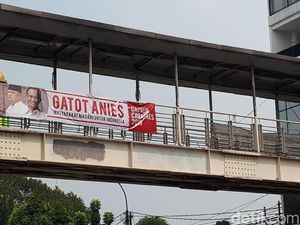 GATOT ANIES
MASYARAKAT MADANI UNTUK INDONESIA
detikcom